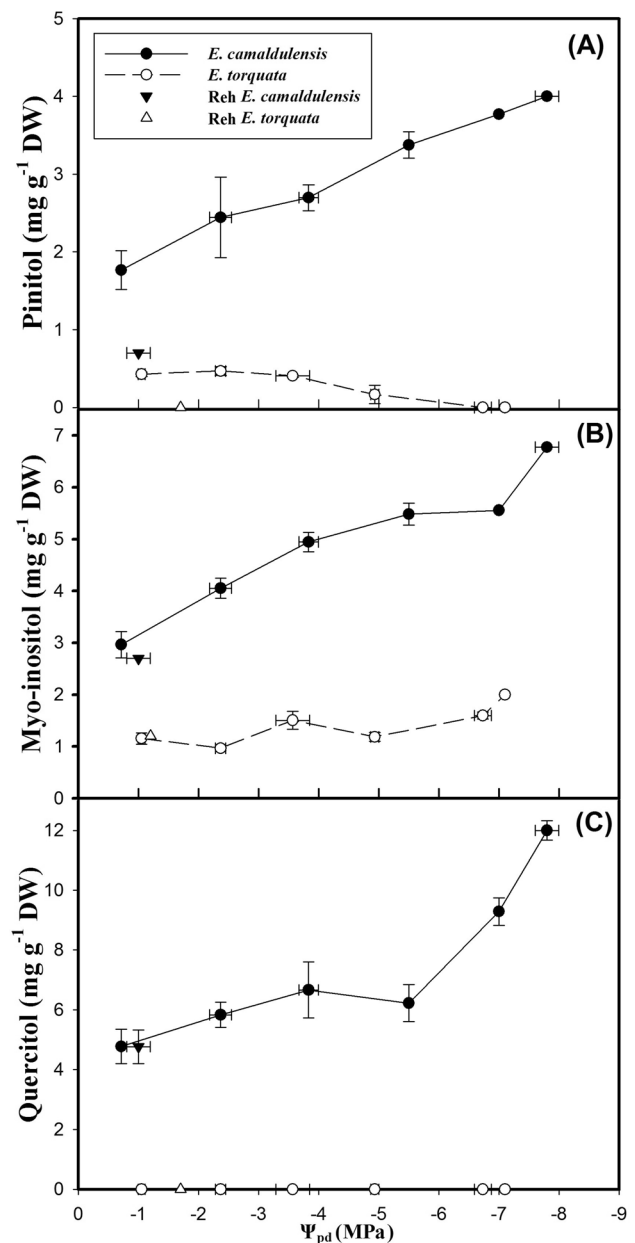 (A)
E. camaldulensis
E. torquata
Reh E. camaldulensis
Reh E. torquata
Pinitol (mg g⁻¹ DW)
5
4
3
2
1
0
(B)
Myo-inositol (mg g⁻¹ DW)
7
6
5
4
3
2
1
0
(C)
Quercitol (mg g⁻¹ DW)
12
10
8
6
4
2
0
0 -1 -2 -3 -4 -5 -6 -7 -8 -9
Ψpd (MPa)